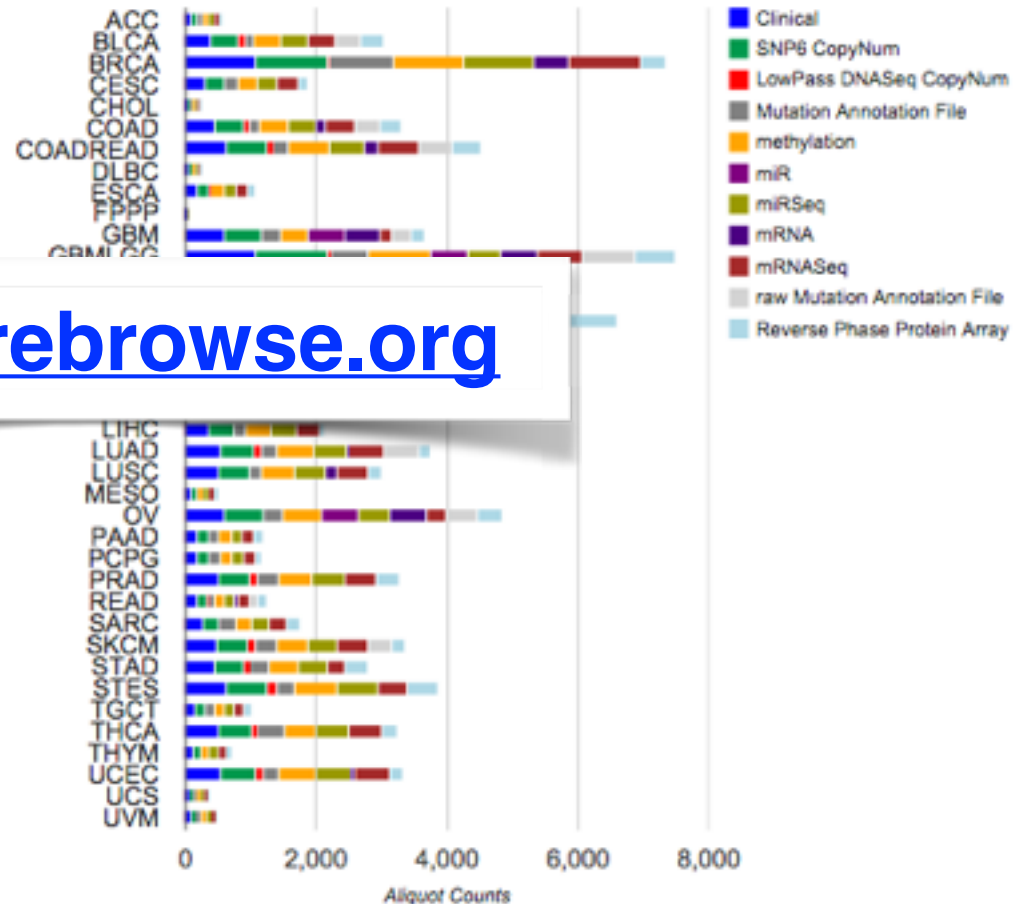 ACC
BLCA
BRCA
CESC
CHOL
COAD
COADREAD
DLBC
ESCA
FPPP
GBM
GBMLGG
rebrowse.org
LIHC
LUAD
LUSC
MESO
OV
PAAD
PCPG
PRAD
READ
SARC
SKCM
STAD
STES
TGCT
THCA
THYM
UCEC
UCS
UVM
0 2,000 4,000 6,000 8,000
Aliquot Counts
Clinical
SNP6 CopyNum
LowPass DNASeq CopyNum
Mutation Annotation File
methylation
miR
miRSeq
mRNA
mRNASeq
raw Mutation Annotation File
Reverse Phase Protein Array